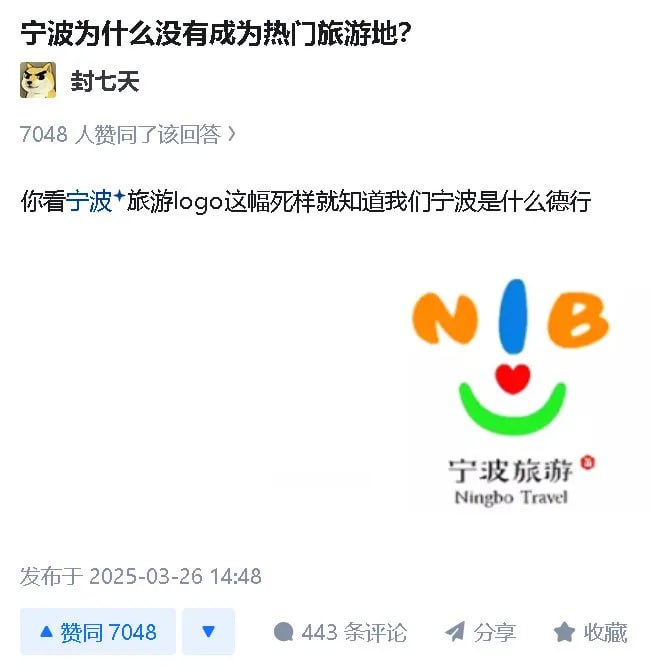 宁波为什么没有成为热门旅游地?
封七天
7048 人赞同了该回答 >
你看宁波旅游logo这幅死样就知道我们宁波是什么德行
NIB
宁波旅游
Ningbo Travel
发布于 2025-03-26 14:48
赞同 7048
443 条评论
分享
收藏